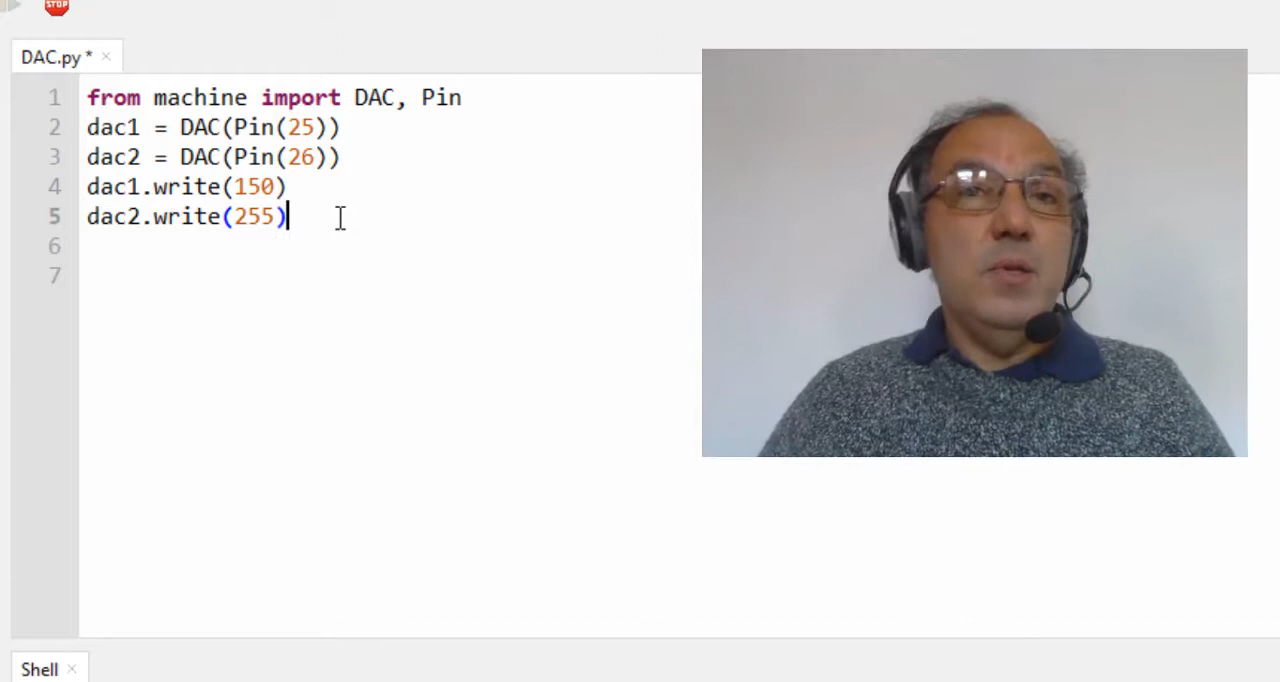 STOP
DAC.py *
1 from machine import DAC, Pin
2 dac1 = DAC(Pin(25))
3 dac2 = DAC(Pin(26))
4 dac1.write(150)
5 dac2.write(255)
6
7
Shell